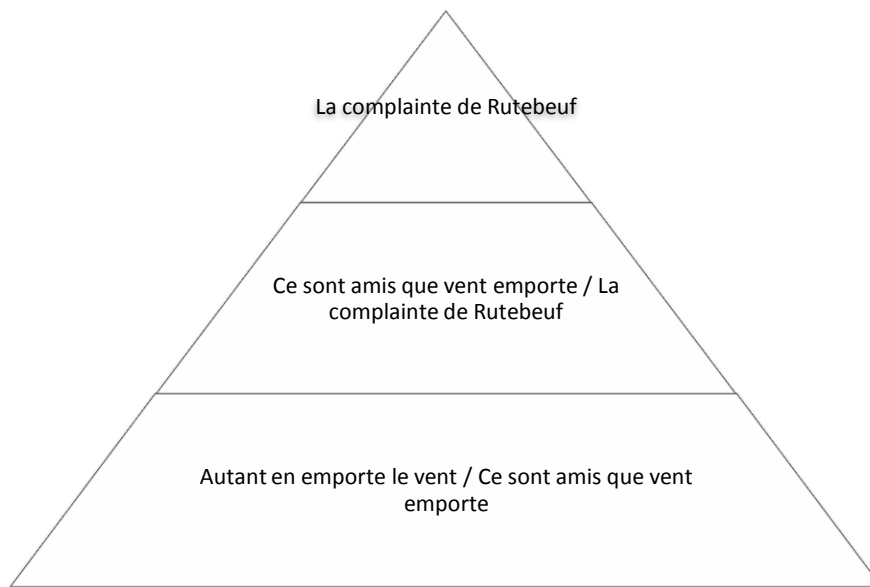 La complainte de Rutebeuf
Ce sont amis que vent emporte / La
complainte de Rutebeuf
Autant en emporte le vent / Ce sont amis que vent
emporte